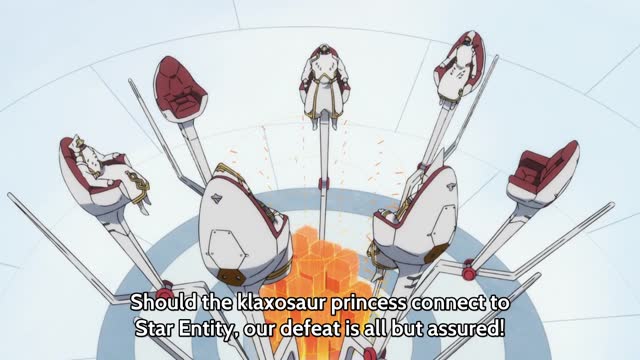 Should the klaxosaur princess connect to
Star Entity, our defeat is all but assured!